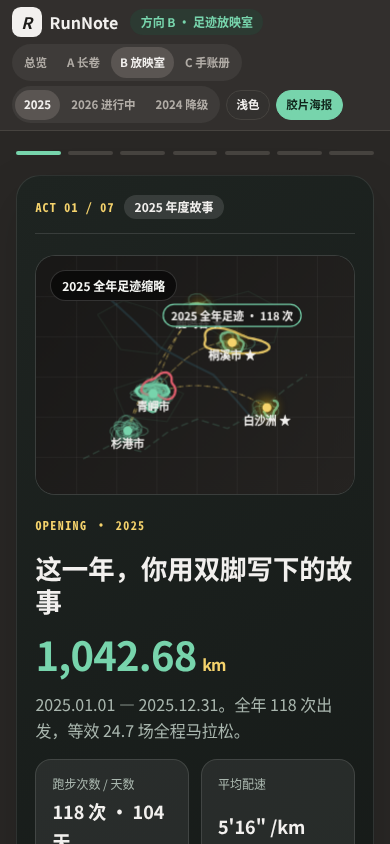 R RunNote 方向 B · 足迹放映室
总览 A 长卷 B 放映室 C 手账册
2025 2026 进行中 2024 降级 浅色 胶片海报
ACT 01 / 07 2025 年度故事
2025 全年足迹缩略
2025 全年足迹 · 118 次
桐溪市 ★
青屿市
白沙洲 ★
杉港市
OPENING · 2025
这一年，你用双脚写下的故
事
1,042.68 km
2025.01.01 — 2025.12.31。全年 118 次出
发，等效 24.7 场全程马拉松。
跑步次数 / 天数
118 次 · 104
天
平均配速
5'16" /km